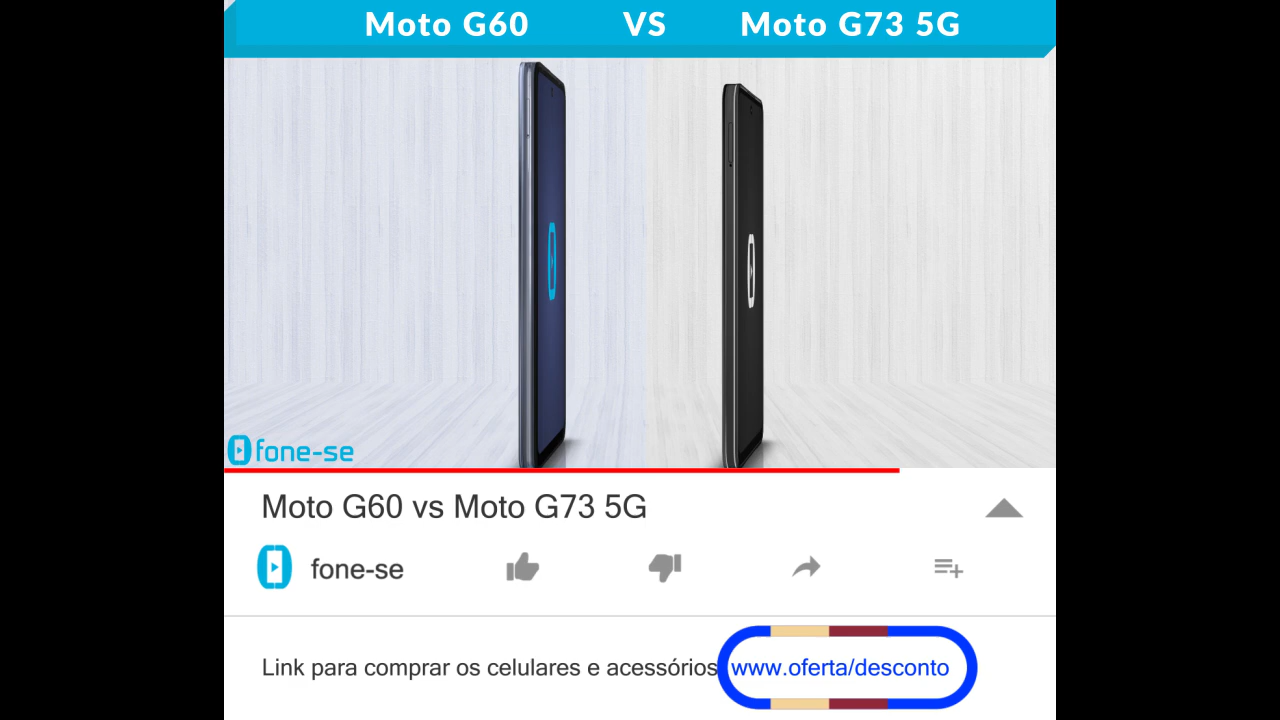 Moto G60 VS Moto G73 5G
fone-se
Moto G60 vs Moto G73 5G
fone-se
Link para comprar os celulares e acessórios www.oferta/desconto